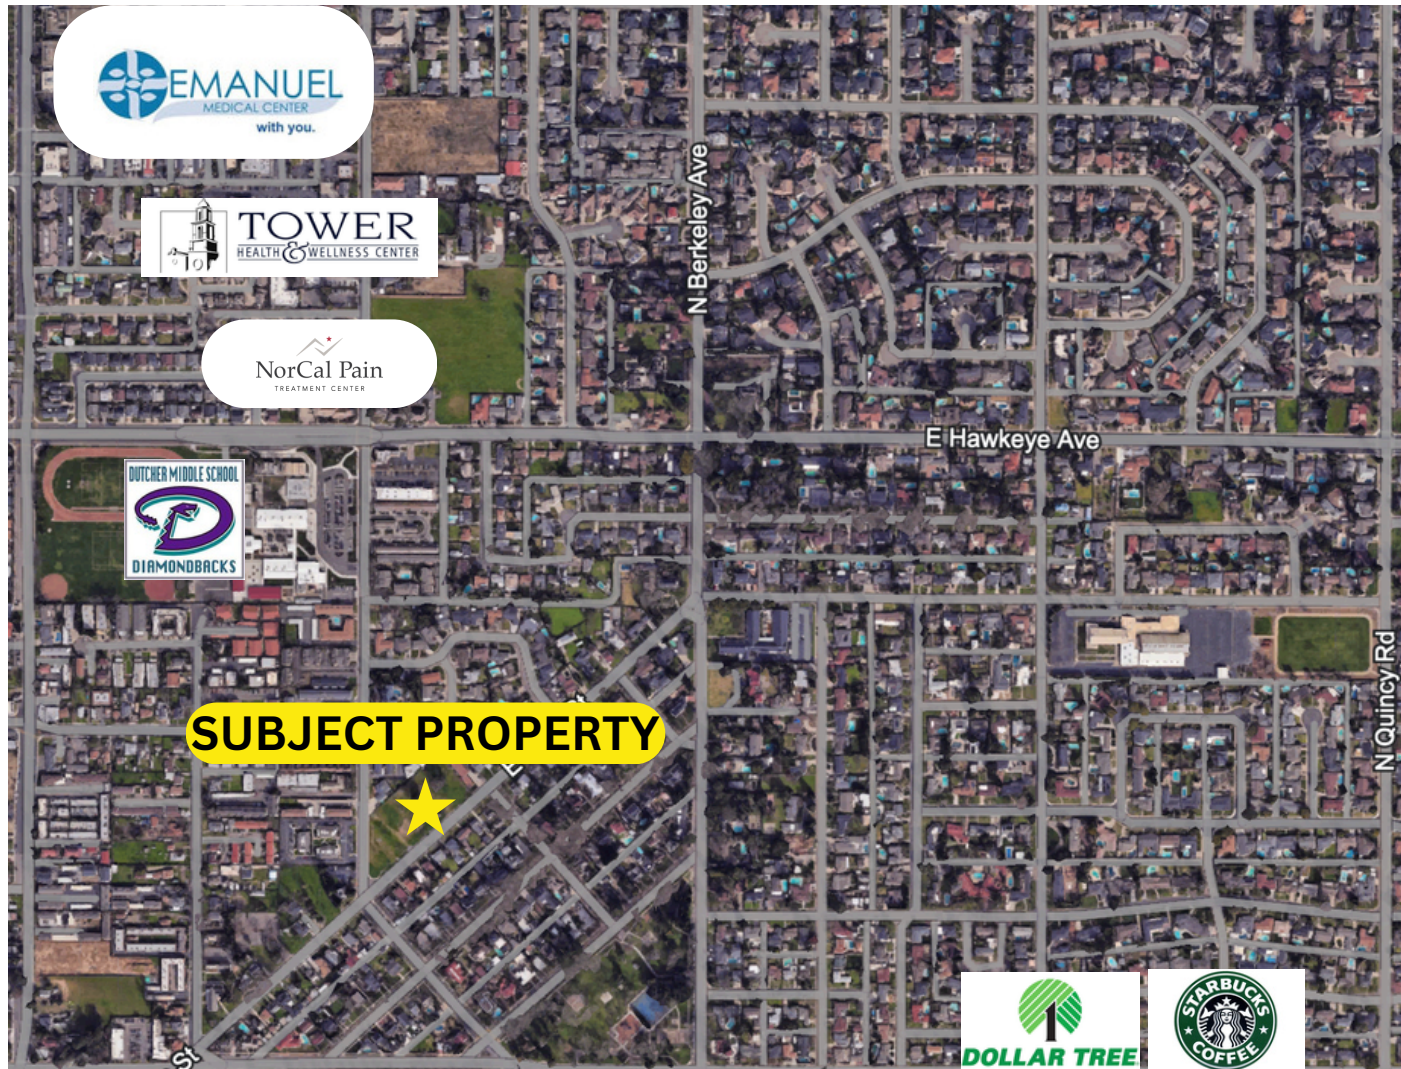 EMANUEL
MEDICAL CENTER
with you.
TOWER
HEALTH & WELLNESS CENTER
NorCal Pain
TREATMENT CENTER
N Berkeley Ave
E Hawkeye Ave
DUTCHER MIDDLE SCHOOL
D
DIAMONDBACKS
N Quincy Rd
SUBJECT PROPERTY
E
St
1
DOLLAR TREE
STARBUCKS
COFFEE